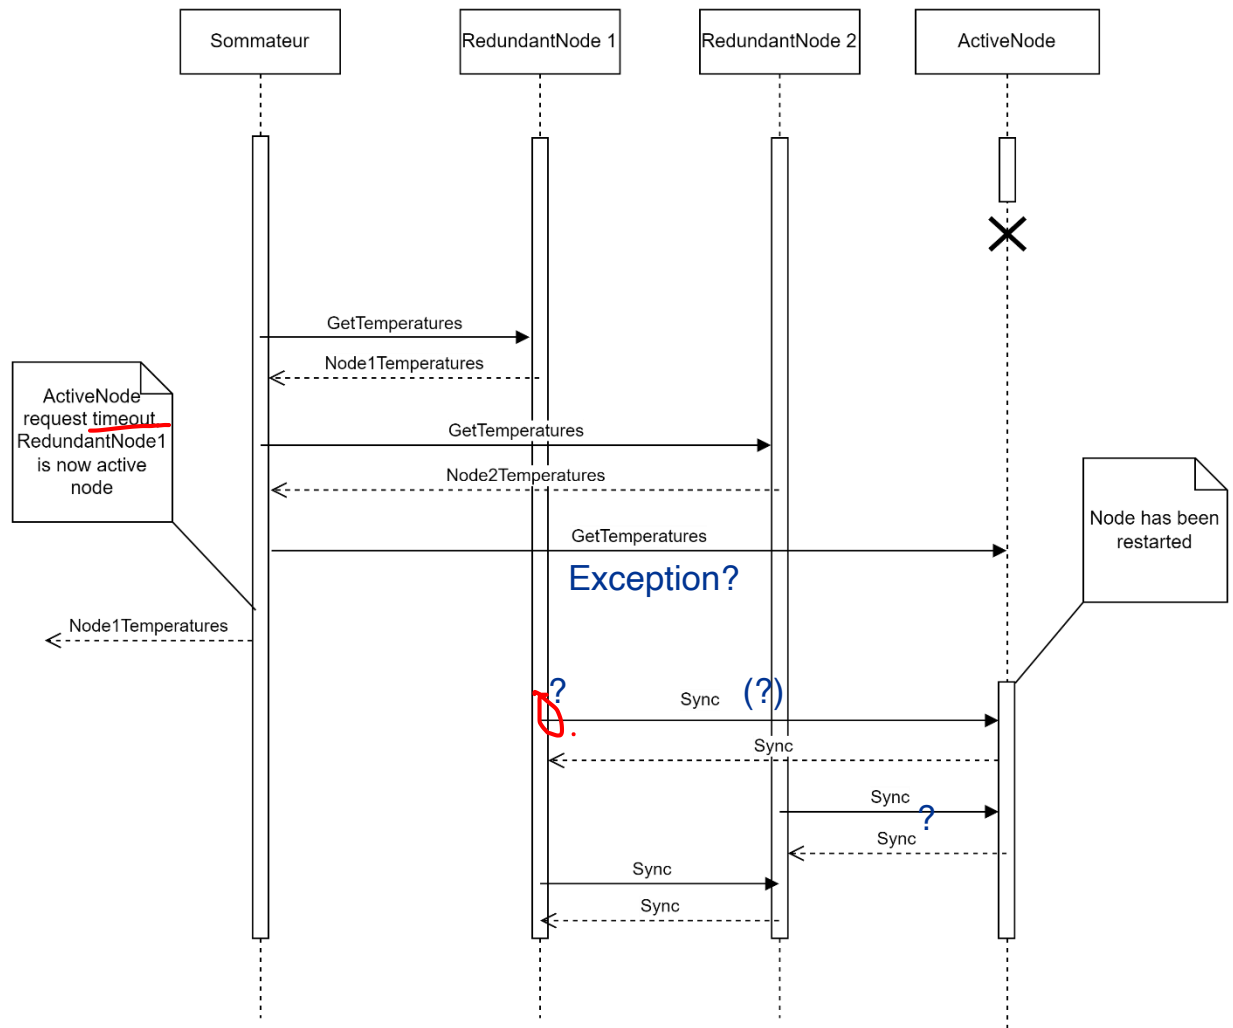 Sommateur
RedundantNode 1
RedundantNode 2
ActiveNode
GetTemperatures
Node1Temperatures
ActiveNode
request timeout.
RedundantNode1
is now active
node
GetTemperatures
Node2Temperatures
Node has been
restarted
GetTemperatures
Exception?
Node1Temperatures
?
(?)
Sync
Sync
Sync
?
Sync
Sync
Sync